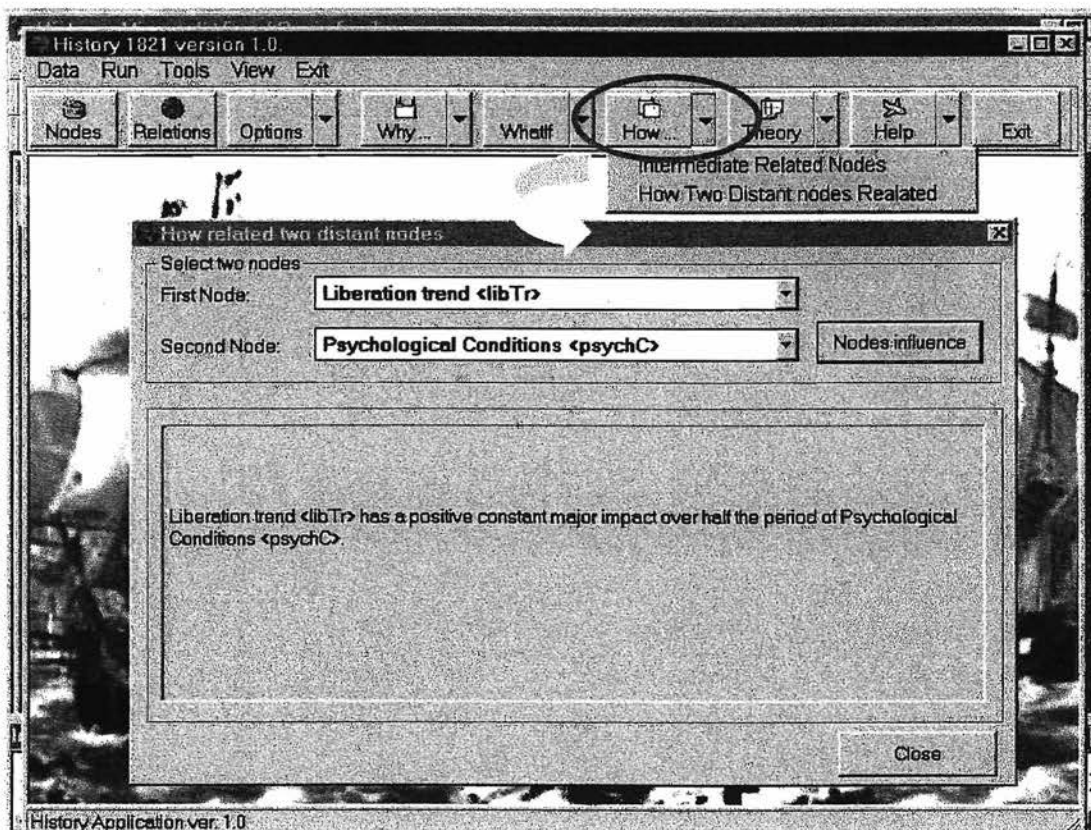 History 1821 version 1.0.
Data Run Tools View Exit
Nodes Relations Options Why ... WhatIf How ... Theory Help Exit
Intermediate Related Nodes
How Two Distant nodes Realated
How related two distant nodes
Select two nodes
First Node: Liberation trend <libTr>
Second Node: Psychological Conditions <psychC> Nodes influence
Liberation trend <libTr> has a positive constant major impact over half the period of Psychological
Conditions <psychC>.
Close
History Application ver. 1.0